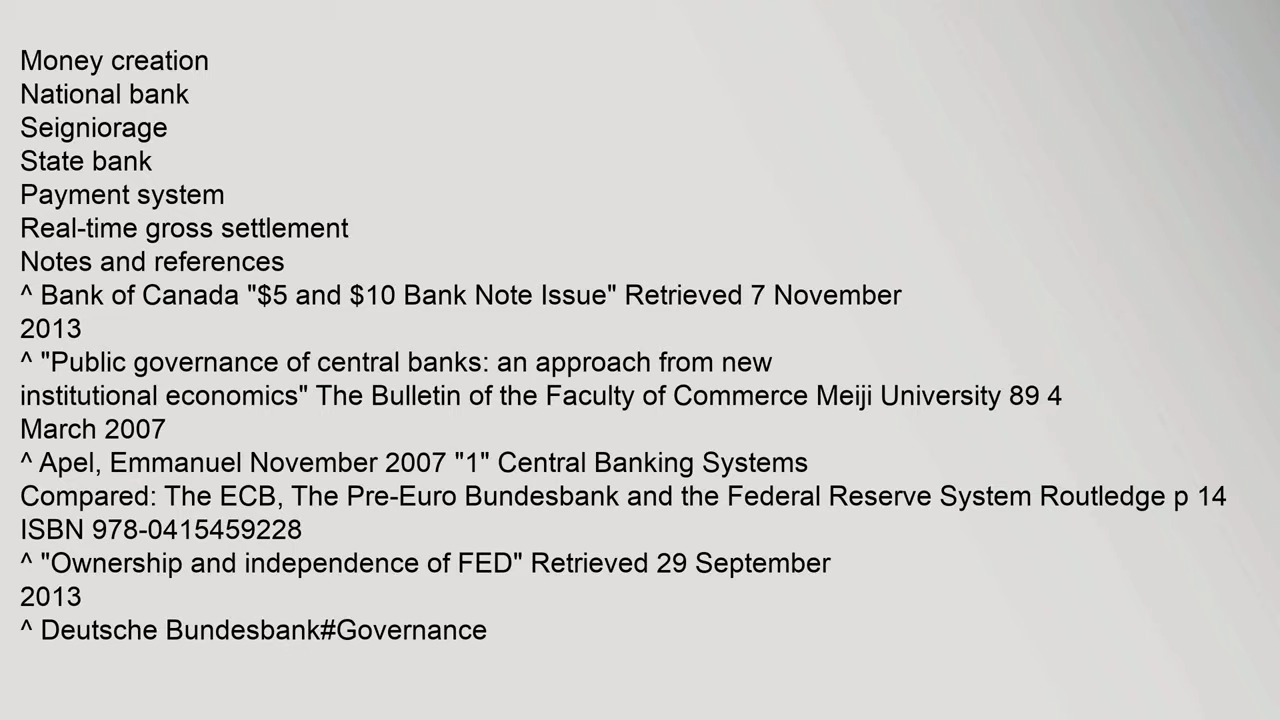 Money creation
National bank
Seigniorage
State bank
Payment system
Real-time gross settlement
Notes and references
^ Bank of Canada "$5 and $10 Bank Note Issue" Retrieved 7 November
2013
^ "Public governance of central banks: an approach from new
institutional economics" The Bulletin of the Faculty of Commerce Meiji University 89 4
March 2007
^ Apel, Emmanuel November 2007 "1" Central Banking Systems
Compared: The ECB, The Pre-Euro Bundesbank and the Federal Reserve System Routledge p 14
ISBN 978-0415459228
^ "Ownership and independence of FED" Retrieved 29 September
2013
^ Deutsche Bundesbank#Governance